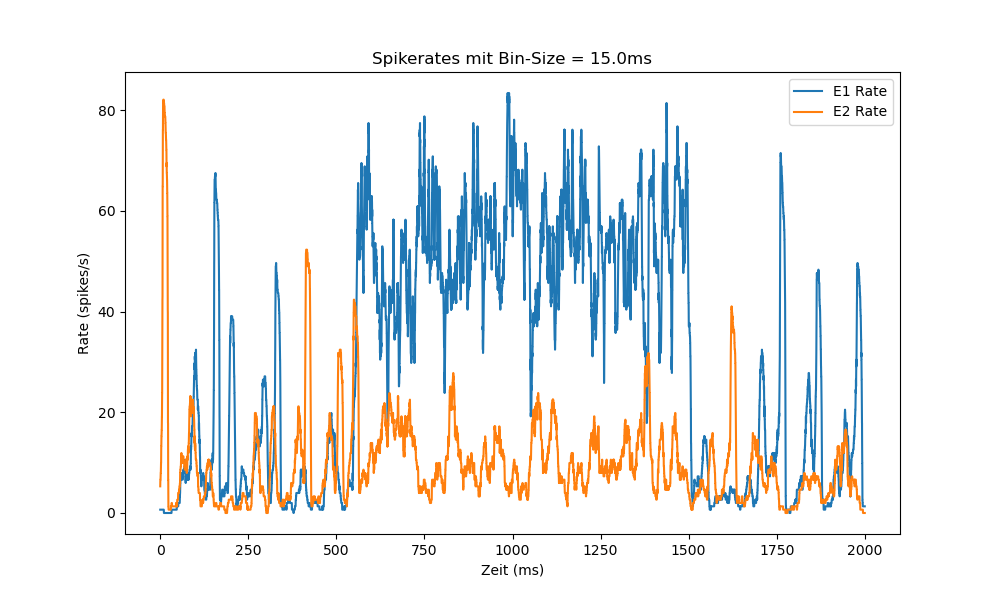 Spikerates mit Bin-Size = 15.0ms
E1 Rate
E2 Rate
Rate (spikes/s)
80
60
40
20
0
0 250 500 750 1000 1250 1500 1750 2000
Zeit (ms)